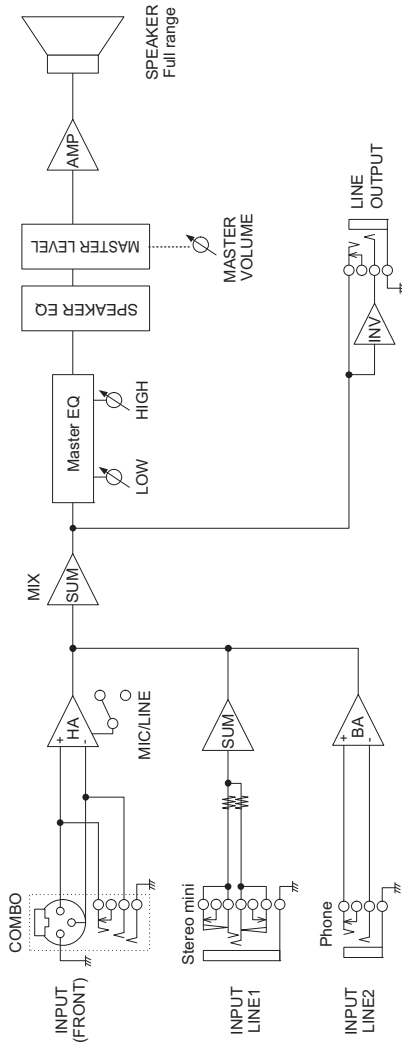 COMBO
INPUT
(FRONT)
+
HA
-
MIC/LINE
MIX
SUM
Master EQ
LOW
HIGH
SPEAKER EQ
MASTER LEVEL
MASTER
VOLUME
AMP
SPEAKER
Full range
Stereo mini
INPUT
LINE1
SUM
Phone
INPUT
LINE2
+
BA
-
INV
LINE
OUTPUT